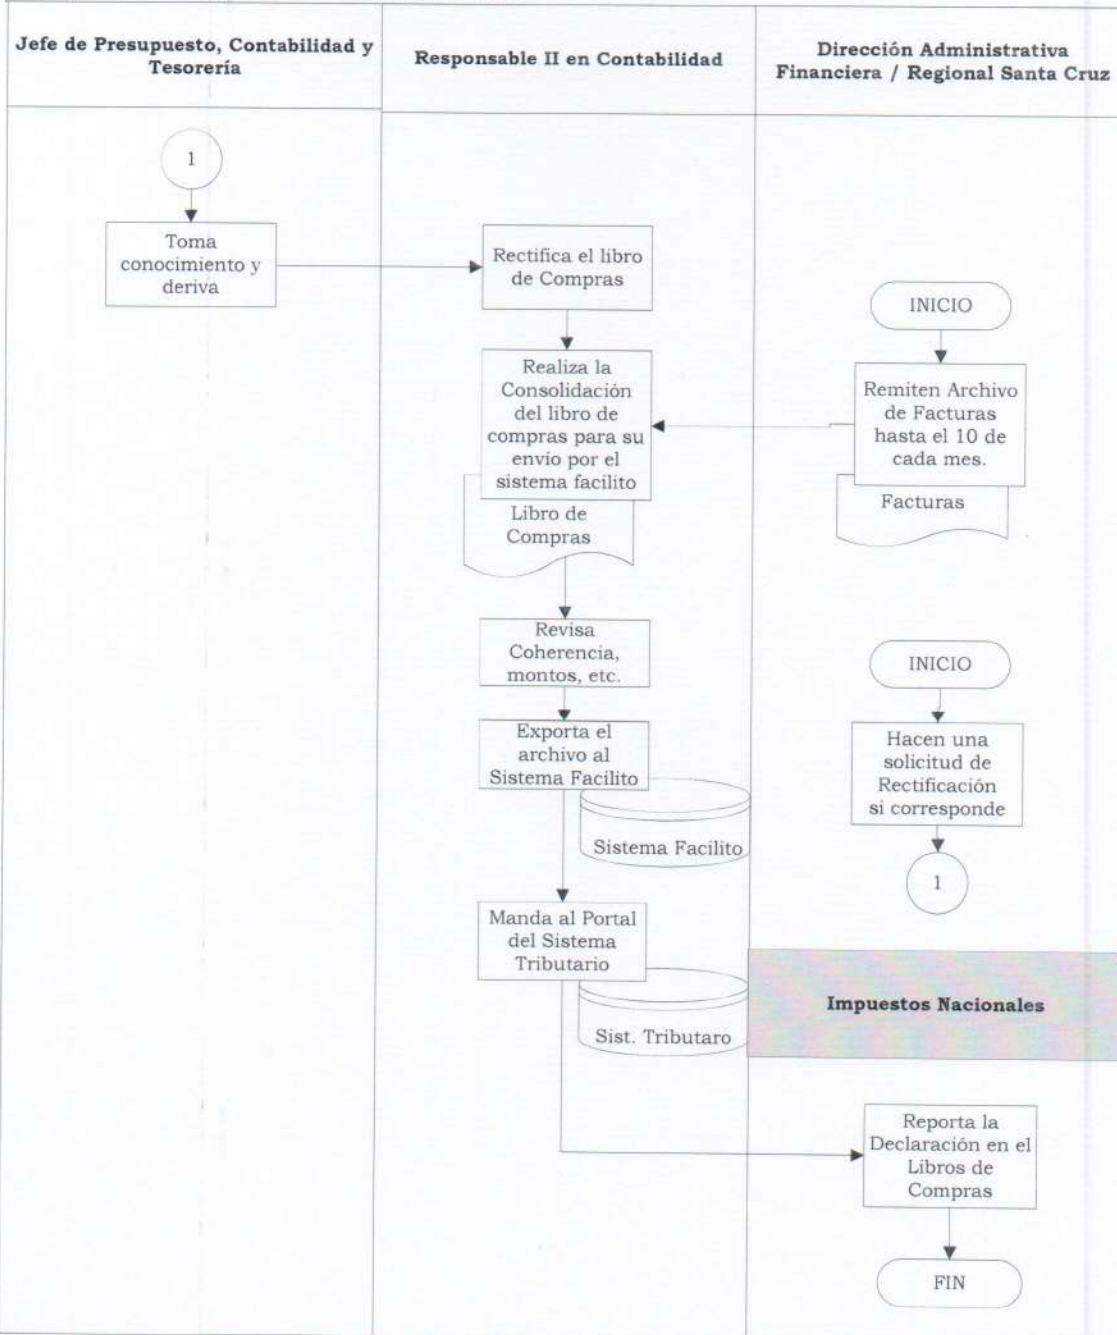 Jefe de Presupuesto, Contabilidad y
Tesorería
Responsable II en Contabilidad
Dirección Administrativa
Financiera / Regional Santa Cruz
1
Toma
conocimiento y
deriva
Rectifica el libro
de Compras
INICIO
Realiza la
Consolidación
del libro de
compras para su
envío por el
sistema facilito
Libro de
Compras
Remiten Archivo
de Facturas
hasta el 10 de
cada mes.
Facturas
Revisa
Coherencia,
montos, etc.
INICIO
Exporta el
archivo al
Sistema Facilito
Sistema Facilito
Hacen una
solicitud de
Rectificación
si corresponde
1
Manda al Portal
del Sistema
Tributario
Sist. Tributaro
Impuestos Nacionales
Reporta la
Declaración en el
Libros de
Compras
FIN